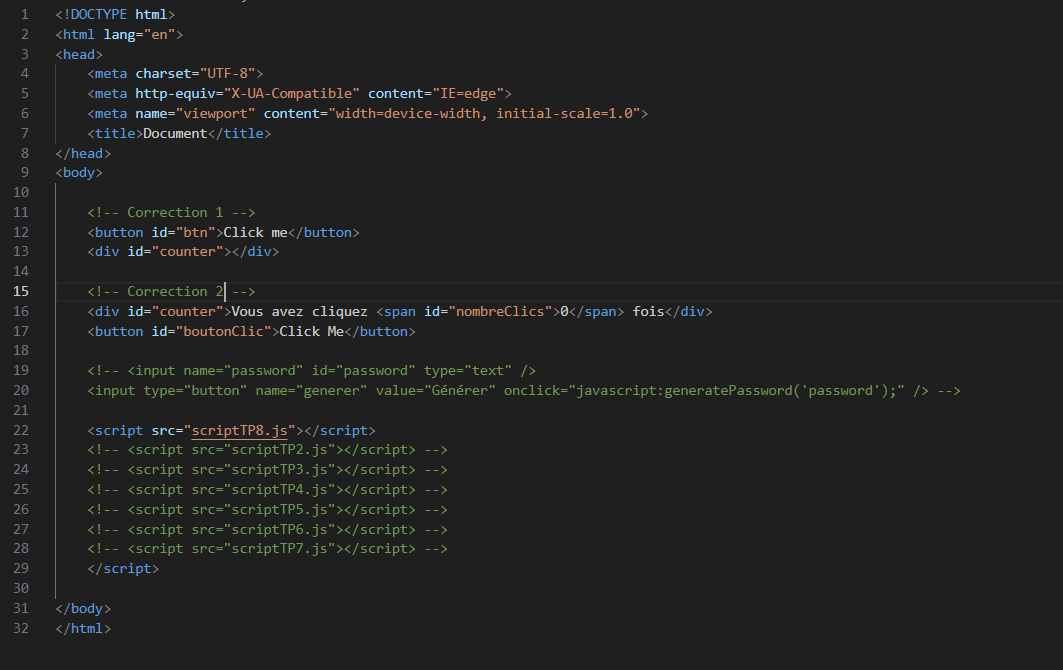 1 <!DOCTYPE html>
2 <html lang="en">
3 <head>
4 <meta charset="UTF-8">
5 <meta http-equiv="X-UA-Compatible" content="IE=edge">
6 <meta name="viewport" content="width=device-width, initial-scale=1.0">
7 <title>Document</title>
8 </head>
9 <body>
10
11 <!-- Correction 1 -->
12 <button id="btn">Click me</button>
13 <div id="counter"></div>
14
15 <!-- Correction 2 -->
16 <div id="counter">Vous avez cliquez <span id="nombreClics">0</span> fois</div>
17 <button id="boutonClic">Click Me</button>
18
19 <!-- <input name="password" id="password" type="text" />
20 <input type="button" name="generer" value="Générer" onclick="javascript:generatePassword('password');" /> -->
21
22 <script src="scriptTP8.js"></script>
23 <!-- <script src="scriptTP2.js"></script> -->
24 <!-- <script src="scriptTP3.js"></script> -->
25 <!-- <script src="scriptTP4.js"></script> -->
26 <!-- <script src="scriptTP5.js"></script> -->
27 <!-- <script src="scriptTP6.js"></script> -->
28 <!-- <script src="scriptTP7.js"></script> -->
29 </script>
30
31 </body>
32 </html>